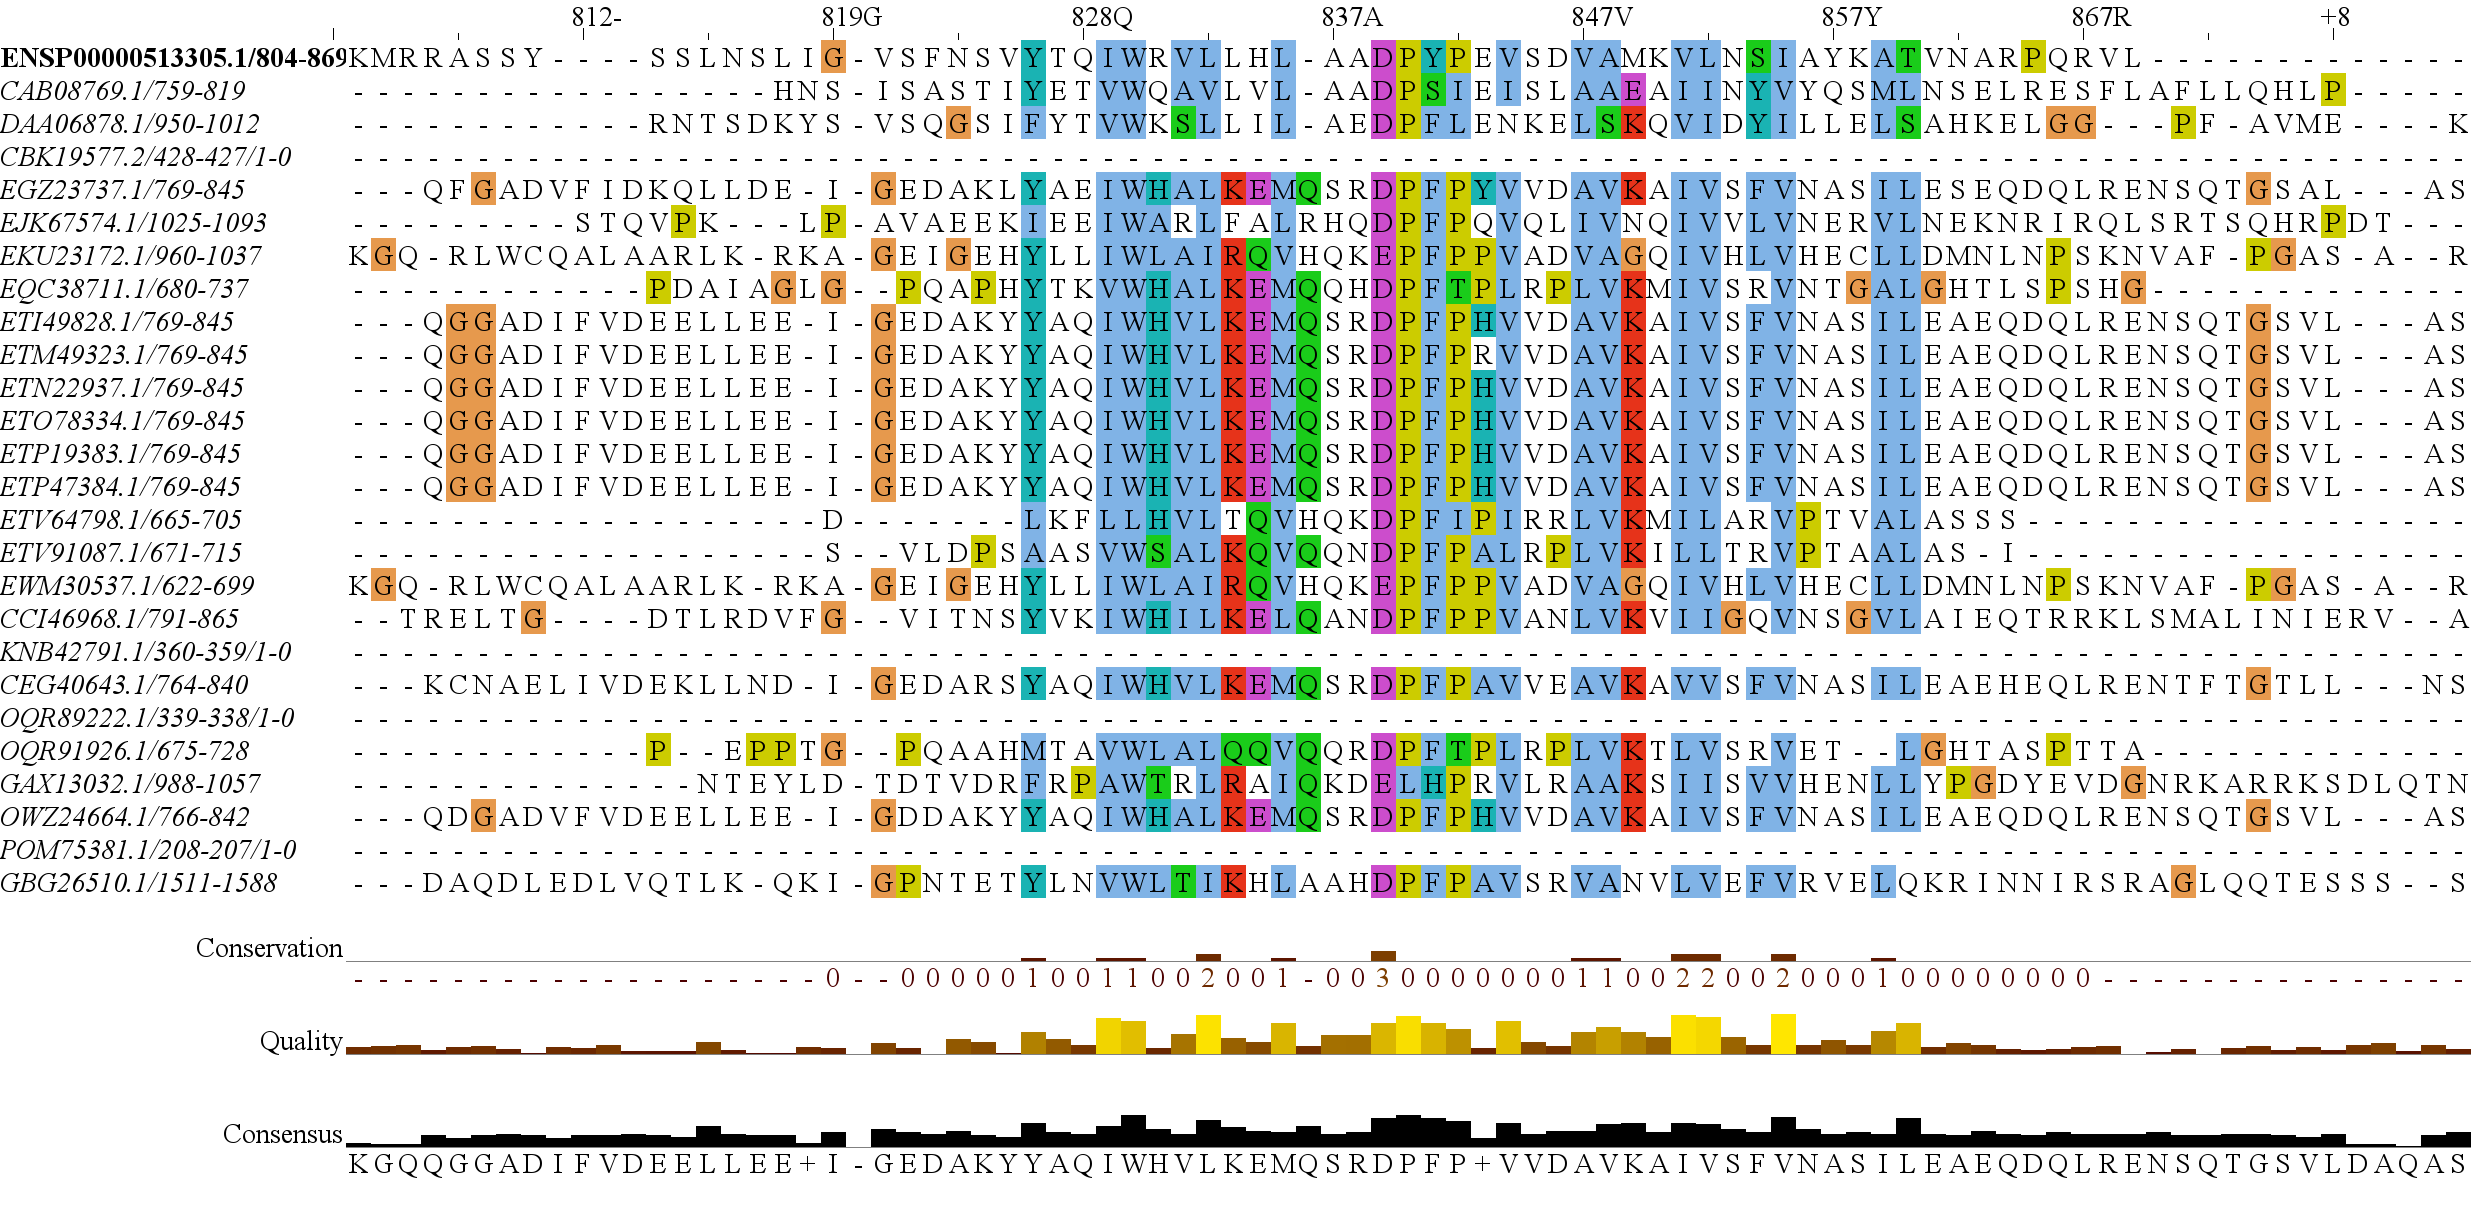 812- 819G 828Q 837A 847V 857Y 867R +8
ENSP00000513305.1/804-869 KMRRASSY----SSLNSLIG-VSFNSVYTQIWRVLLHL-AADPYPEVSDVAMKVLNSIAYKATVNARPQRVL-------------
CAB08769.1/759-819 -----------------HNS-ISASTIYETVWQAVLVL-AADPSIEISLAAEAIINYVYQSMLNSELRESFLAFLLQHLP-----
DAA06878.1/950-1012 ------------RNTSDKYS-VSQGSIFYTVWKSLLIL-AEDPFLENKELSKQVIDYILLELSAHKELGG---PF-AVME----K
CBK19577.2/428-427/1-0 -------------------------------------------------------------------------------------
EGZ23737.1/769-845 ---QFGADVFIDKQLLDE-I-GEDAKLYAEIWHALKEMQSRDPFPYVVDAVKAIVSFVNASILESEQDQLRENSQTGSAL---AS
EJK67574.1/1025-1093 ---------STQVPK---LP-AVAEEKIEEIWARLFALRHQDPFPQVQLIVNQIVVLVNERVLNEKNRIRQLSRTSQHRPDT---
EKU23172.1/960-1037 KGQ-RLWCQALAARLK-RKA-GEIGEHYLLIWLAIRQVHQKEPFPPVADVAGQIVHLVHECLLDMNLNPSKNVAF-PGAS-A--R
EQC38711.1/680-737 ------------PDAIAGLG--PQAPHYTKVWHALKEMQQHDPFTPLRPLVKMIVSRVNTGALGHTLSPSHG-------------
ETI49828.1/769-845 ---QGGADIFVDEELLEE-I-GEDAKYYAQIWHVLKEMQSRDPFPHVVDAVKAIVSFVNASILEAEQDQLRENSQTGSVL---AS
ETM49323.1/769-845 ---QGGADIFVDEELLEE-I-GEDAKYYAQIWHVLKEMQSRDPFPRVVDAVKAIVSFVNASILEAEQDQLRENSQTGSVL---AS
ETN22937.1/769-845 ---QGGADIFVDEELLEE-I-GEDAKYYAQIWHVLKEMQSRDPFPHVVDAVKAIVSFVNASILEAEQDQLRENSQTGSVL---AS
ETO78334.1/769-845 ---QGGADIFVDEELLEE-I-GEDAKYYAQIWHVLKEMQSRDPFPHVVDAVKAIVSFVNASILEAEQDQLRENSQTGSVL---AS
ETP19383.1/769-845 ---QGGADIFVDEELLEE-I-GEDAKYYAQIWHVLKEMQSRDPFPHVVDAVKAIVSFVNASILEAEQDQLRENSQTGSVL---AS
ETP47384.1/769-845 ---QGGADIFVDEELLEE-I-GEDAKYYAQIWHVLKEMQSRDPFPHVVDAVKAIVSFVNASILEAEQDQLRENSQTGSVL---AS
ETV64798.1/665-705 -------------------D-------LKFLLHVLTQVHQKDPFIPIRRLVKMILARVPTVALASSS------------------
ETV91087.1/671-715 -------------------S--VLDPSAASVWSALKQVQQNDPFPALRPLVKILLTRVPTAALAS-I------------------
EWM30537.1/622-699 KGQ-RLWCQALAARLK-RKA-GEIGEHYLLIWLAIRQVHQKEPFPPVADVAGQIVHLVHECLLDMNLNPSKNVAF-PGAS-A--R
CCI46968.1/791-865 --TRELTG----DTLRDVFG--VITNSYVKIWHILKELQANDPFPPVANLVKVIIGQVNSGVLAIEQTRRKLSMALINIERV--A
KNB42791.1/360-359/1-0 -------------------------------------------------------------------------------------
CEG40643.1/764-840 ---KCNAELIVDEKLLND-I-GEDARSYAQIWHVLKEMQSRDPFPAVVEAVKAVVSFVNASILEAEHEQLRENTFTGTLL---NS
OQR89222.1/339-338/1-0 -------------------------------------------------------------------------------------
OQR91926.1/675-728 ------------P--EPPTG--PQAAHMTAVWLALQQVQQRDPFTPLRPLVKTLVSRVET--LGHTASPTTA-------------
GAX13032.1/988-1057 --------------NTEYLD-TDTVDRFRPAWTRLRAIQKDELHPRVLRAAKSIISVVHENLLYPGDYEVDGNRKARRKSDLQTN
OWZ24664.1/766-842 ---QDGADVFVDEELLEE-I-GDDAKYYAQIWHALKEMQSRDPFPHVVDAVKAIVSFVNASILEAEQDQLRENSQTGSVL---AS
POM75381.1/208-207/1-0 -------------------------------------------------------------------------------------
GBG26510.1/1511-1588 ---DAQDLEDLVQTLK-QKI-GPNTETYLNVWLTIKHLAAHDPFPAVSRVANVLVEFVRVELQKRINNIRSRAGLQQTESSS--S
Conservation
-------------------0--0000010011002001-003000000011002200200010000000 0---------------
Quality
Consensus
KGQQGGADIFVDEELLEE+I-GEDAKYYAQIWHVLKEMQSRDPFP+VVDAVKAIVSFVNASILEAEQDQLRENSQTGSVLDAQAS